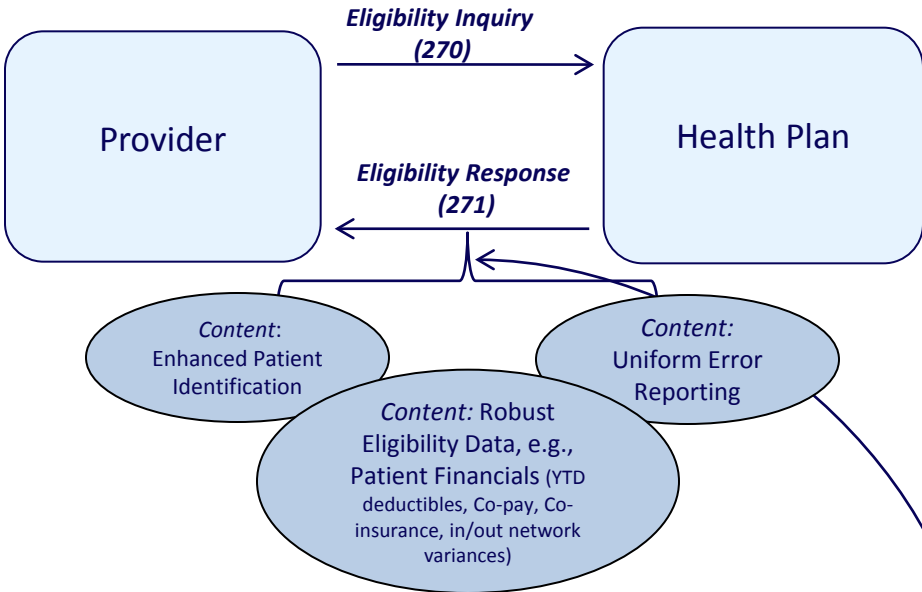 Eligibility Inquiry
(270)
Provider
Health Plan
Eligibility Response
(271)
Content:
Enhanced Patient
Identification
Content:
Uniform Error
Reporting
Content: Robust
Eligibility Data, e.g.,
Patient Financials (YTD
deductibles, Co-pay, Co-
insurance, in/out network
variances)